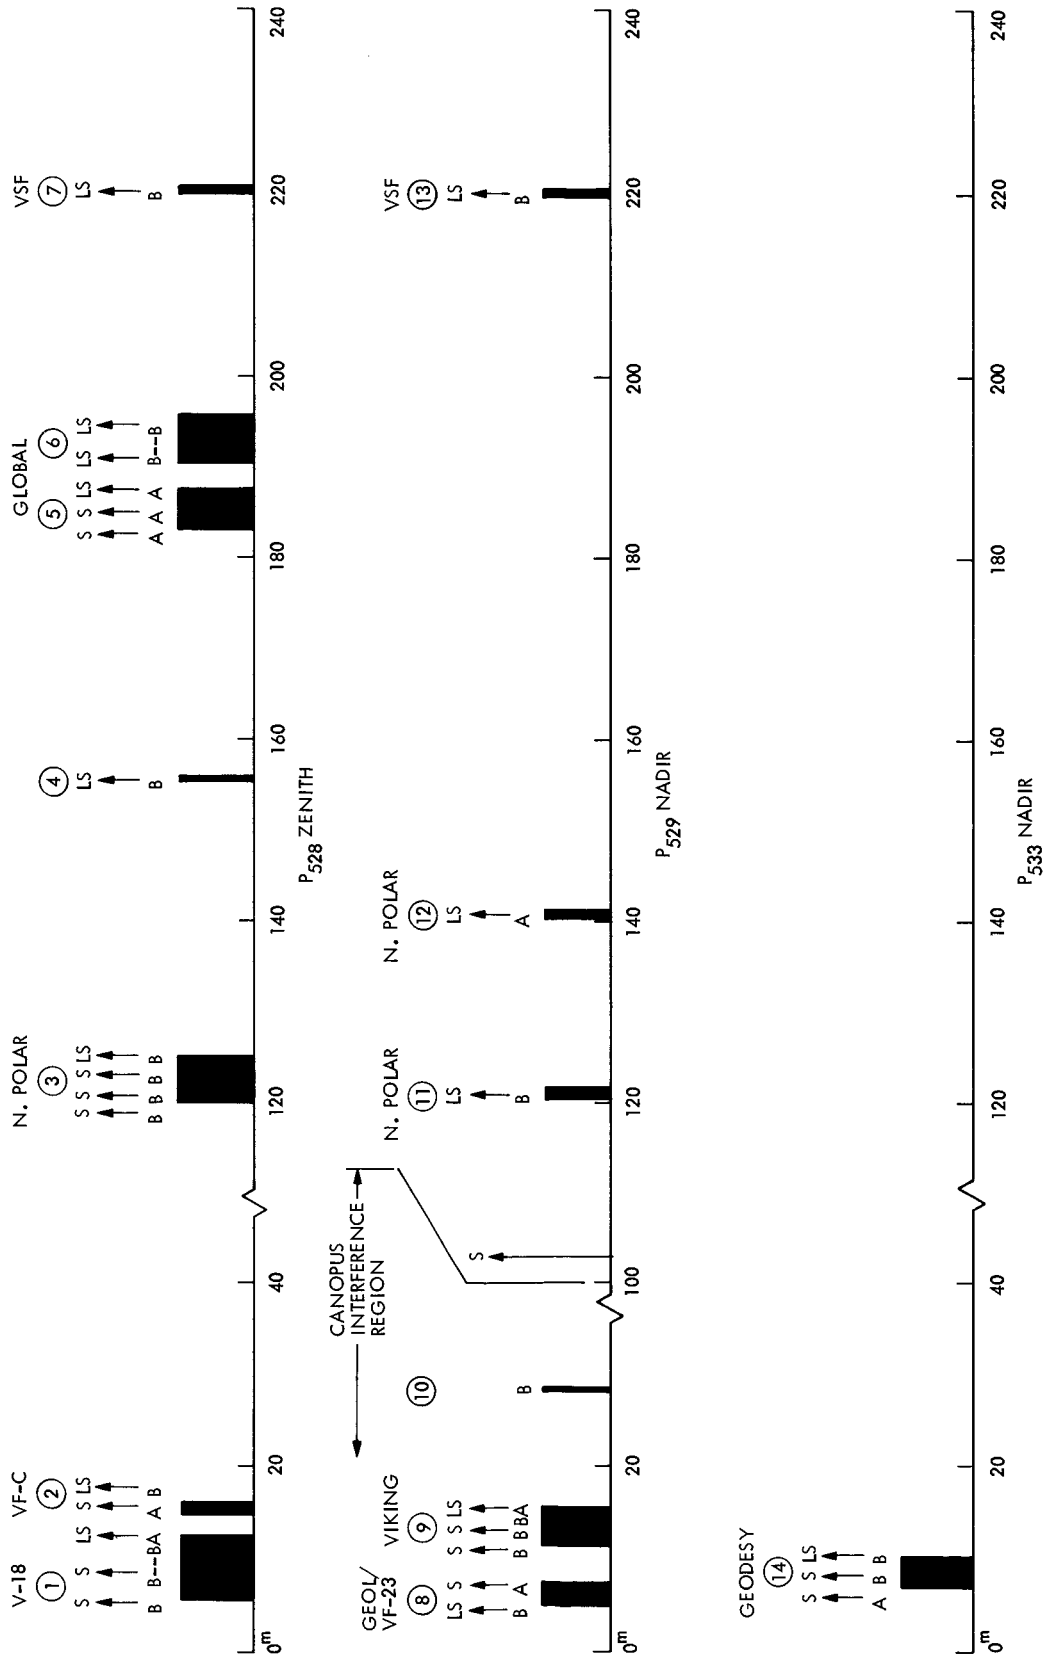 V-18 VF-C N. POLAR GLOBAL VSF
1 2 3 4 5 6 7
S S LS S LS S S S LS LS S S LS LS LS LS
B B--BA A B B B B B B A A A B--B B
0m 20 40 120 140 160 180 200 220 240
P528 ZENITH
CANOPUS
INTERFERENCE
REGION
GEOL/
VF-23 VIKING N. POLAR N. POLAR VSF
8 9 10 11 12 13
LS S S S LS S LS LS LS
B A B B BA B B A B
0m 20 100 120 140 160 180 200 220 240
P529 NADIR
GEODESY
14
S S LS
A B B
0m 20 40 120 140 160 180 200 220 240
P533 NADIR